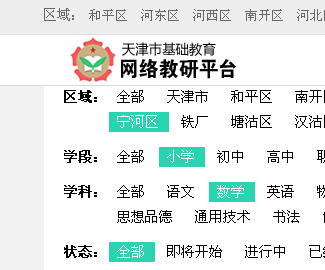 区域： 和平区 河东区 河西区 南开区 河北
天津市基础教育
网络教研平台
区域： 全部 天津市 和平区 南开
宁河区 铁厂 塘沽区 汉沽
学段： 全部 小学 初中 高中
学科： 全部 语文 数学 英语
思想品德 通用技术 书法
状态： 全部 即将开始 进行中 已